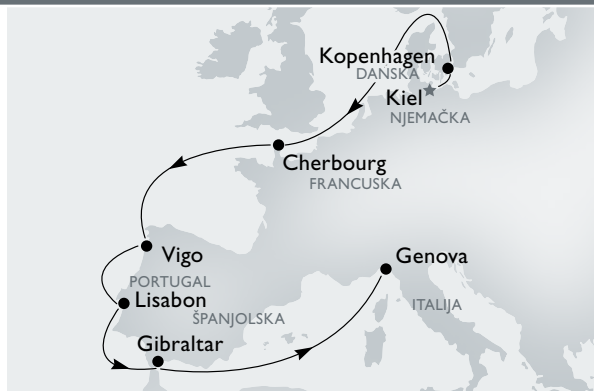 Kopenhagen
DANSKA
Kiel
NJEMAČKA
Cherbourg
FRANCUSKA
Vigo
Genova
PORTUGAL
Lisabon
ITALIJA
ŠPANJOLSKA
Gibraltar